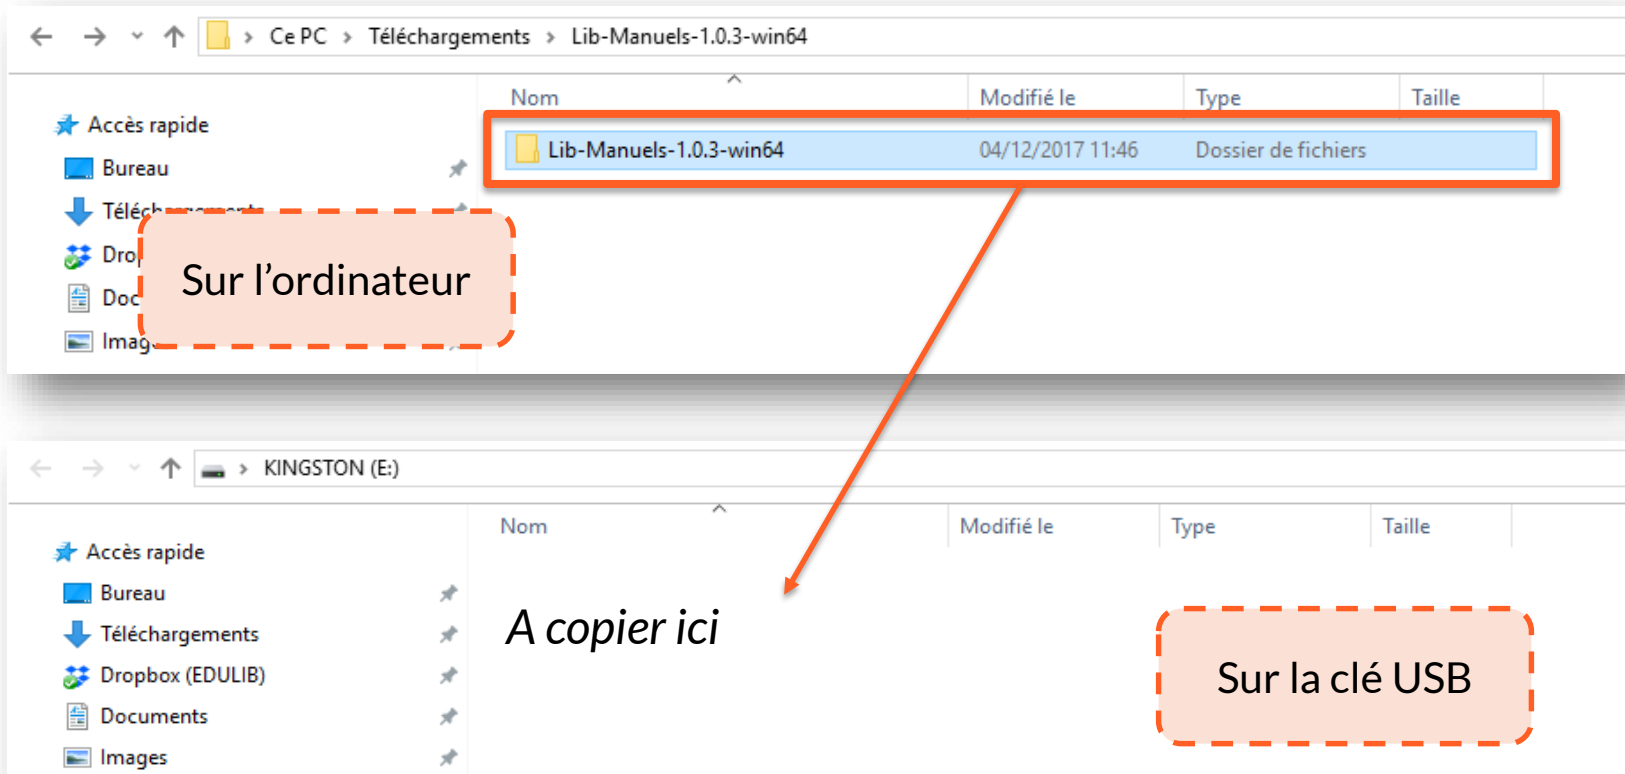 Ce PC > Téléchargements > Lib-Manuels-1.0.3-win64
Nom Modifié le Type Taille
Accès rapide
Lib-Manuels-1.0.3-win64 04/12/2017 11:46 Dossier de fichiers
Bureau
Sur l’ordinateur
KINGSTON (E:)
Nom Modifié le Type Taille
Accès rapide
Bureau
Téléchargements
Dropbox (EDULIB)
Documents
Images
A copier ici
Sur la clé USB